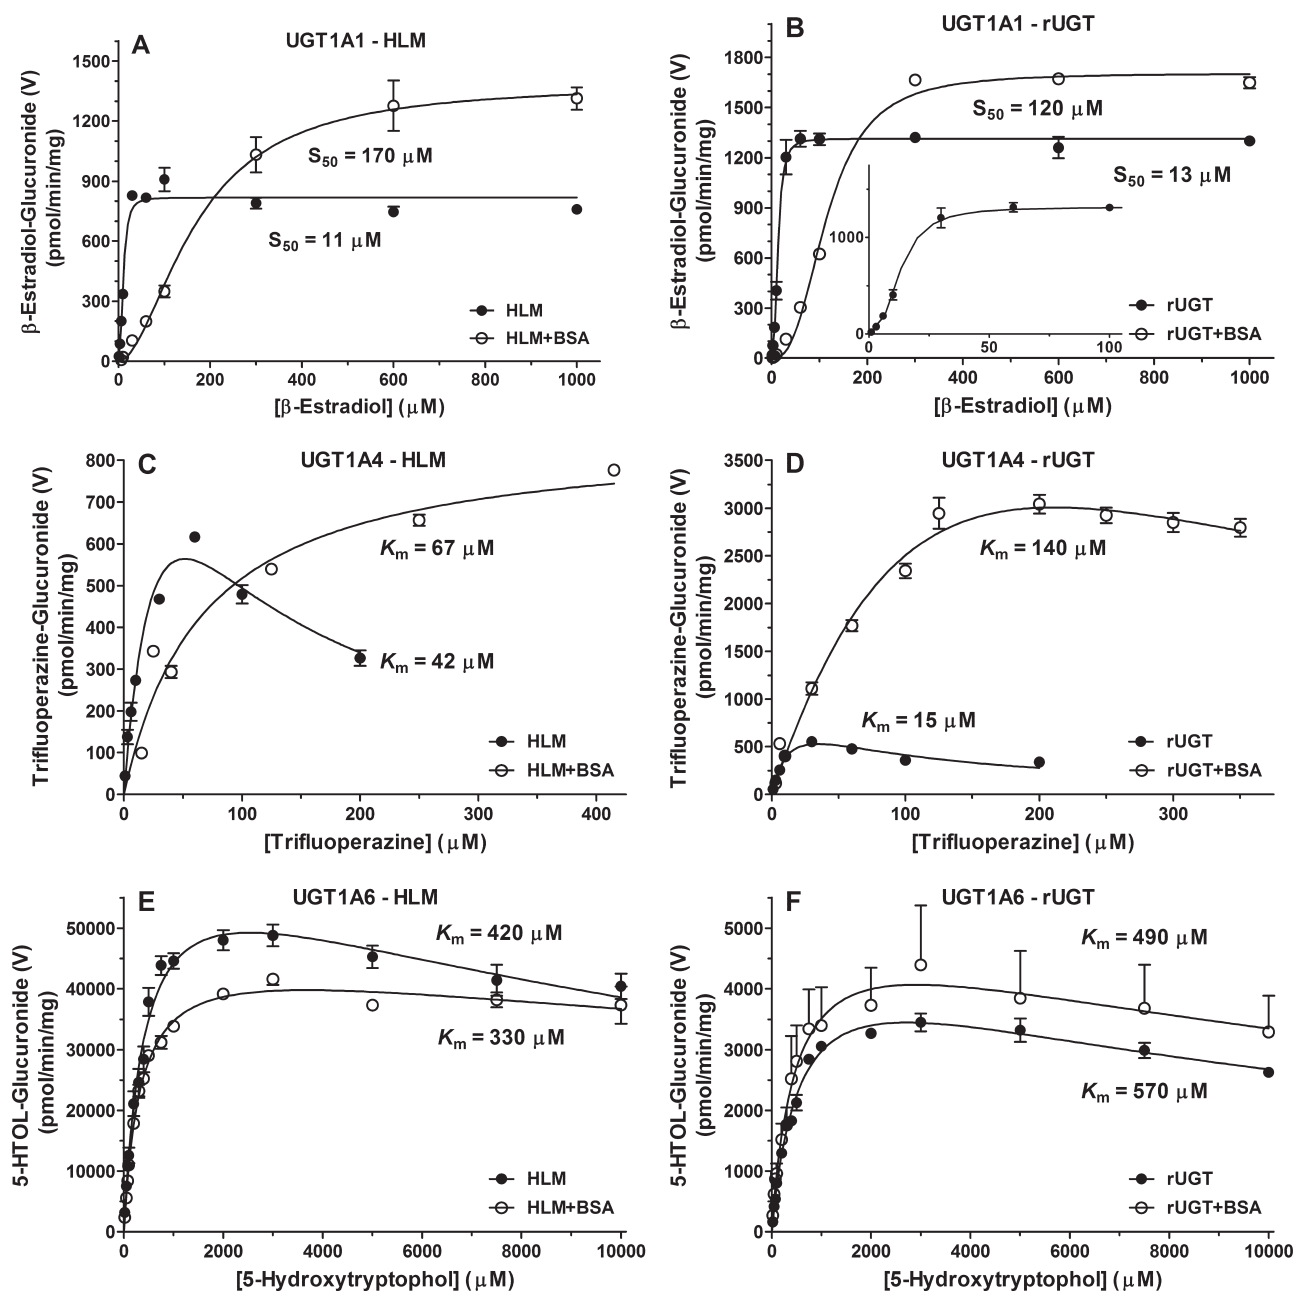 A
UGT1A1 - HLM
β-Estradiol-Glucuronide (V)
(pmol/min/mg)
1500
1200
900
600
300
0
S50 = 170 μM
S50 = 11 μM
HLM
HLM+BSA
0 200 400 600 800 1000
[β-Estradiol] (μM)
B
UGT1A1 - rUGT
β-Estradiol-Glucuronide (V)
(pmol/min/mg)
1800
1500
1200
900
600
300
0
S50 = 120 μM
S50 = 13 μM
1000
0
0 50 100
rUGT
rUGT+BSA
0 200 400 600 800 1000
[β-Estradiol] (μM)
C
UGT1A4 - HLM
Trifluoperazine-Glucuronide (V)
(pmol/min/mg)
800
700
600
500
400
300
200
100
0
Km = 67 μM
Km = 42 μM
HLM
HLM+BSA
0 100 200 300 400
[Trifluoperazine] (μM)
D
UGT1A4 - rUGT
Trifluoperazine-Glucuronide (V)
(pmol/min/mg)
3500
3000
2500
2000
1500
1000
500
0
Km = 140 μM
Km = 15 μM
rUGT
rUGT+BSA
0 100 200 300
[Trifluoperazine] (μM)
E
UGT1A6 - HLM
5-HTOL-Glucuronide (V)
(pmol/min/mg)
50000
40000
30000
20000
10000
0
Km = 420 μM
Km = 330 μM
HLM
HLM+BSA
0 2000 4000 6000 8000 10000
[5-Hydroxytryptophol] (μM)
F
UGT1A6 - rUGT
5-HTOL-Glucuronide (V)
(pmol/min/mg)
5000
4000
3000
2000
1000
0
Km = 490 μM
Km = 570 μM
rUGT
rUGT+BSA
0 2000 4000 6000 8000 10000
[5-Hydroxytryptophol] (μM)